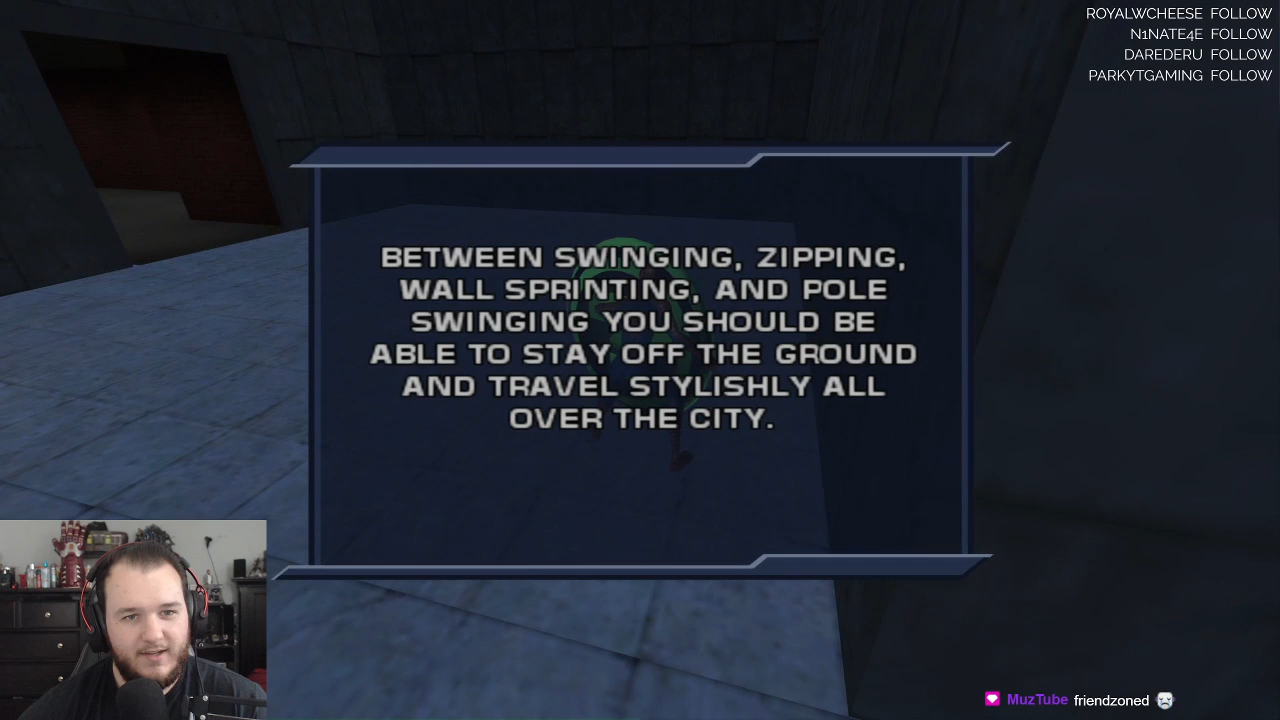 ROYALWCHEESE FOLLOW
N1NATE4E FOLLOW
DAREDERU FOLLOW
PARKYTGAMING FOLLOW
BETWEEN SWINGING, ZIPPING,
WALL SPRINTING, AND POLE
SWINGING YOU SHOULD BE
ABLE TO STAY OFF THE GROUND
AND TRAVEL STYLISHLY ALL
OVER THE CITY.
MuzTube friendzoned